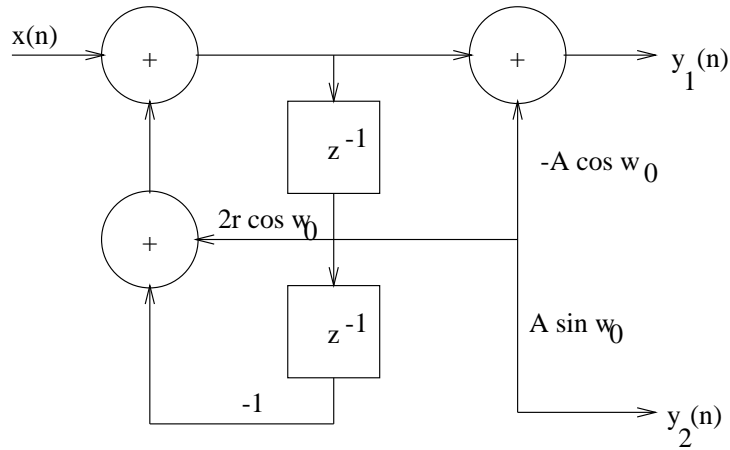 x(n)
+
+
y1(n)
z-1
-A cos w0
2r cos w0
+
z-1
A sin w0
-1
y2(n)